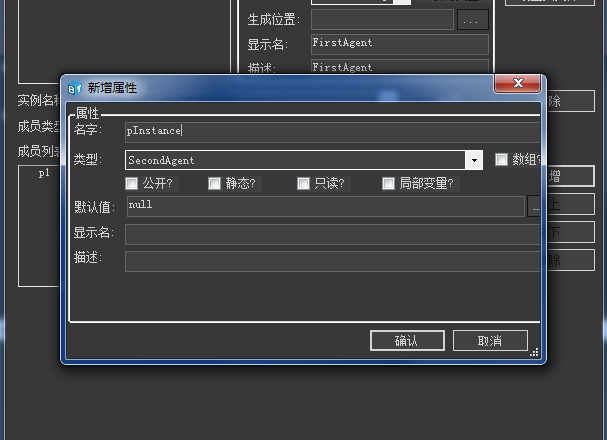 生成位置:
...
显示名:
FirstAgent
描述:
FirstAgent
新增属性
实例名称
除
成员类型
成员列表
p1
增
上
下
除
属性
名字:
pInstance
类型:
SecondAgent
数组?
公开?
静态?
只读?
局部变量?
默认值:
null
...
显示名:
描述:
确认
取消